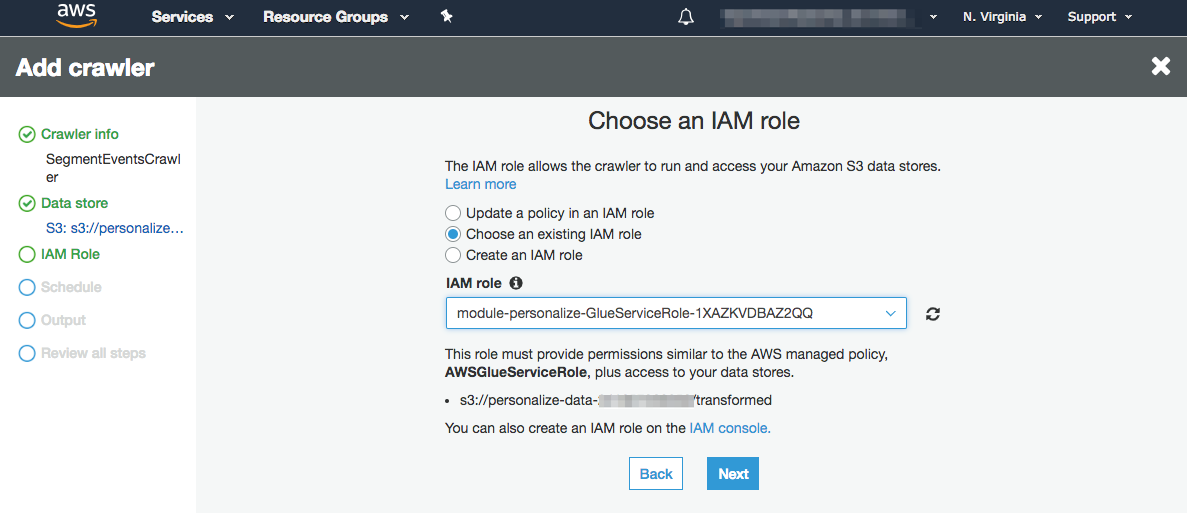 aws Services Resource Groups N. Virginia Support
Add crawler
Crawler info
SegmentEventsCrawl
er
Data store
S3: s3://personalize...
IAM Role
Schedule
Output
Review all steps
Choose an IAM role
The IAM role allows the crawler to run and access your Amazon S3 data stores.
Learn more
Update a policy in an IAM role
Choose an existing IAM role
Create an IAM role
IAM role
module-personalize-GlueServiceRole-1XAZKVDBAZ2QQ
This role must provide permissions similar to the AWS managed policy,
AWSGlueServiceRole, plus access to your data stores.
• s3://personalize-data- /transformed
You can also create an IAM role on the IAM console.
Back Next